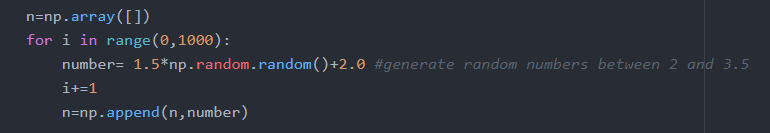 n=np.array([])
for i in range(0,1000):
    number= 1.5*np.random.random()+2.0 #generate random numbers between 2 and 3.5
    i+=1
    n=np.append(n,number)